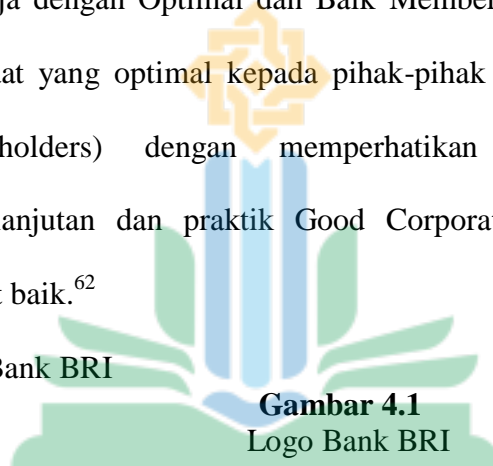 ja dengan Optimal dan Baik Member
at yang optimal kepada pihak-pihak
holders) dengan memperhatikan
anjutan dan praktik Good Corporat
t baik.62
Bank BRI
Gambar 4.1
Logo Bank BRI